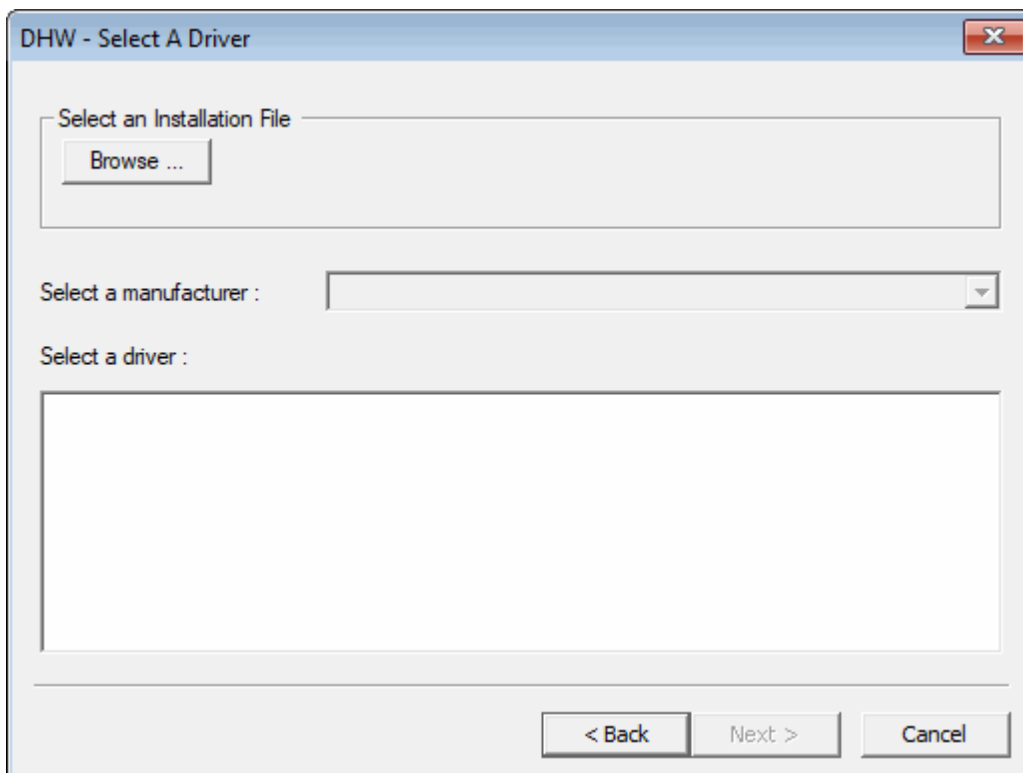 DHW - Select A Driver
Select an Installation File
Browse ...
Select a manufacturer :
Select a driver :
< Back
Next >
Cancel